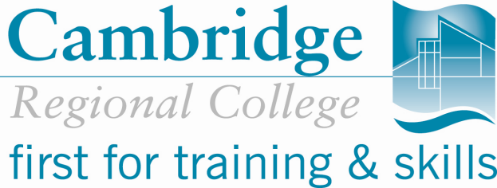 Cambridge
Regional College
first for training & skills